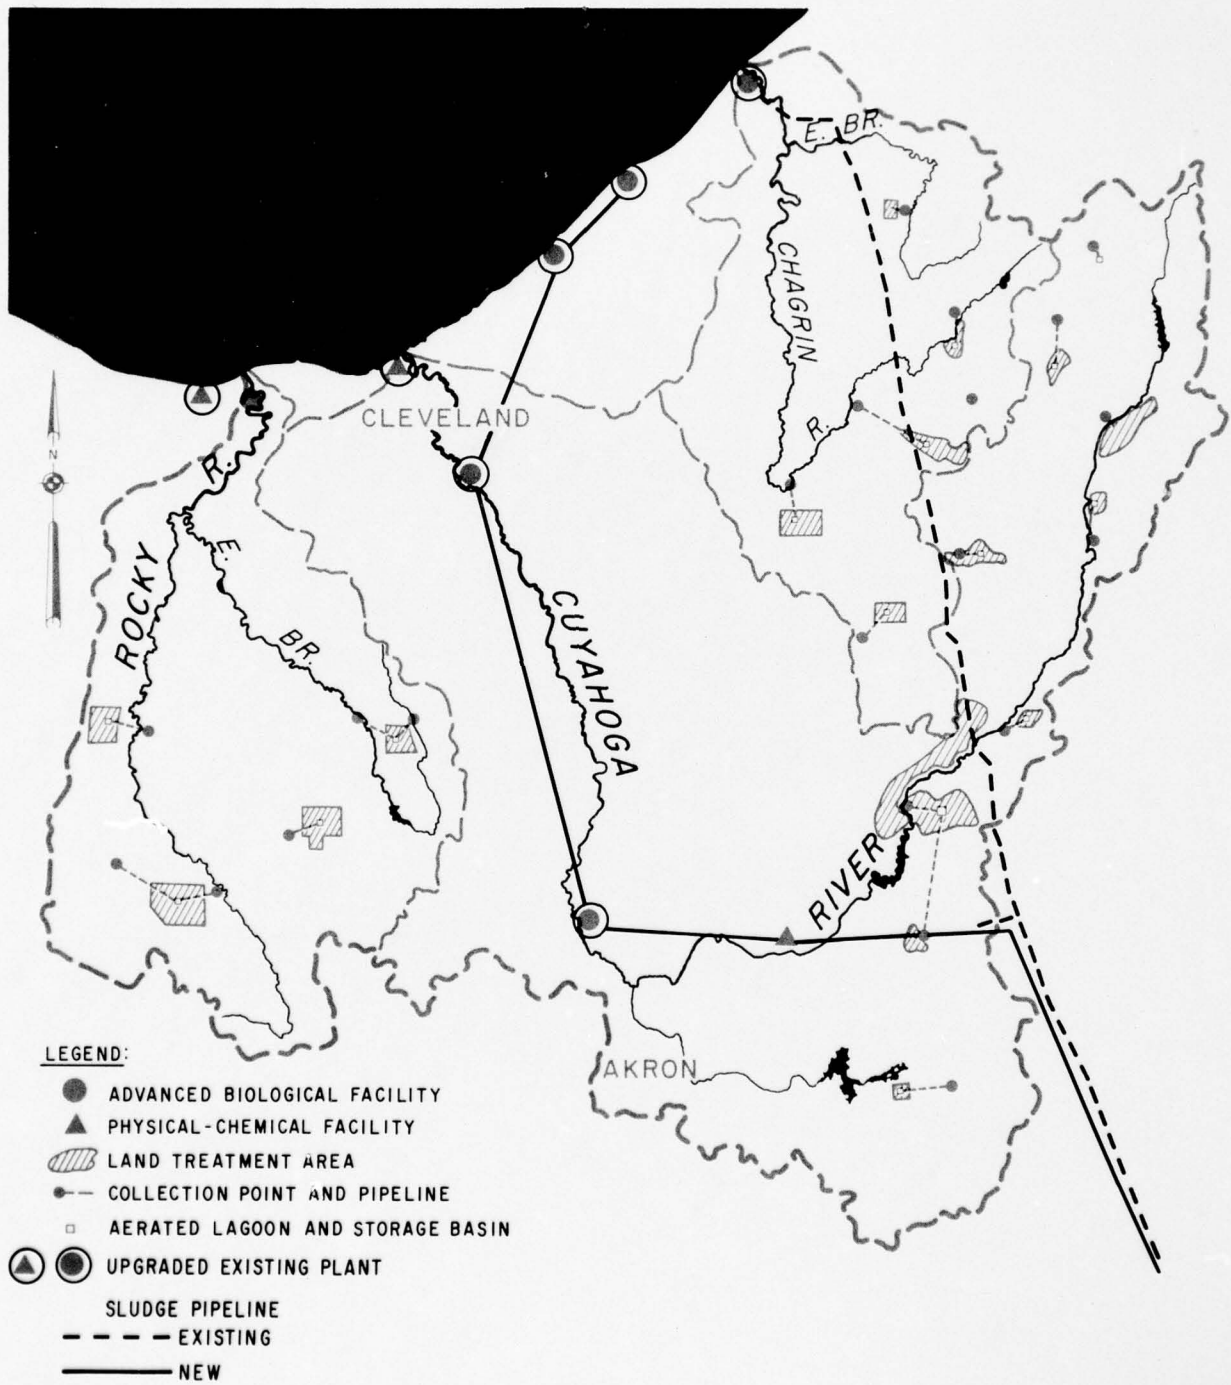 E. BR.
CHAGRIN
R.
CLEVELAND
N
R.
ROCKY
E.
BR.
CUYAHOGA
RIVER
AKRON
LEGEND:
ADVANCED BIOLOGICAL FACILITY
PHYSICAL-CHEMICAL FACILITY
LAND TREATMENT AREA
COLLECTION POINT AND PIPELINE
AERATED LAGOON AND STORAGE BASIN
UPGRADED EXISTING PLANT
SLUDGE PIPELINE
EXISTING
NEW